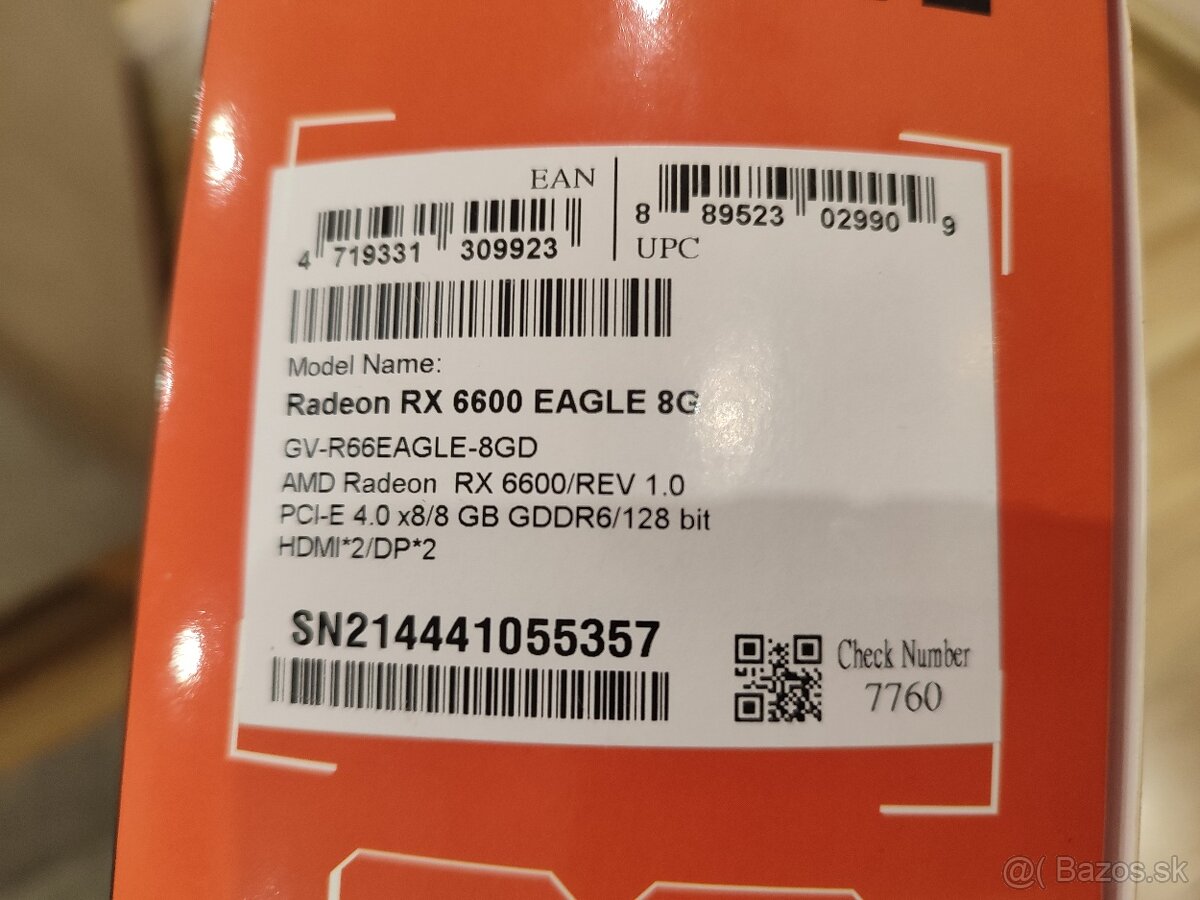 EAN
4 719331 309923
8 89523 02990 9
UPC
Model Name:
Radeon RX 6600 EAGLE 8G
GV-R66EAGLE-8GD
AMD Radeon RX 6600/REV 1.0
PCI-E 4.0 x8/8 GB GDDR6/128 bit
HDMI*2/DP*2
SN214441055357
Check Number
7760
@( Bazos.sk